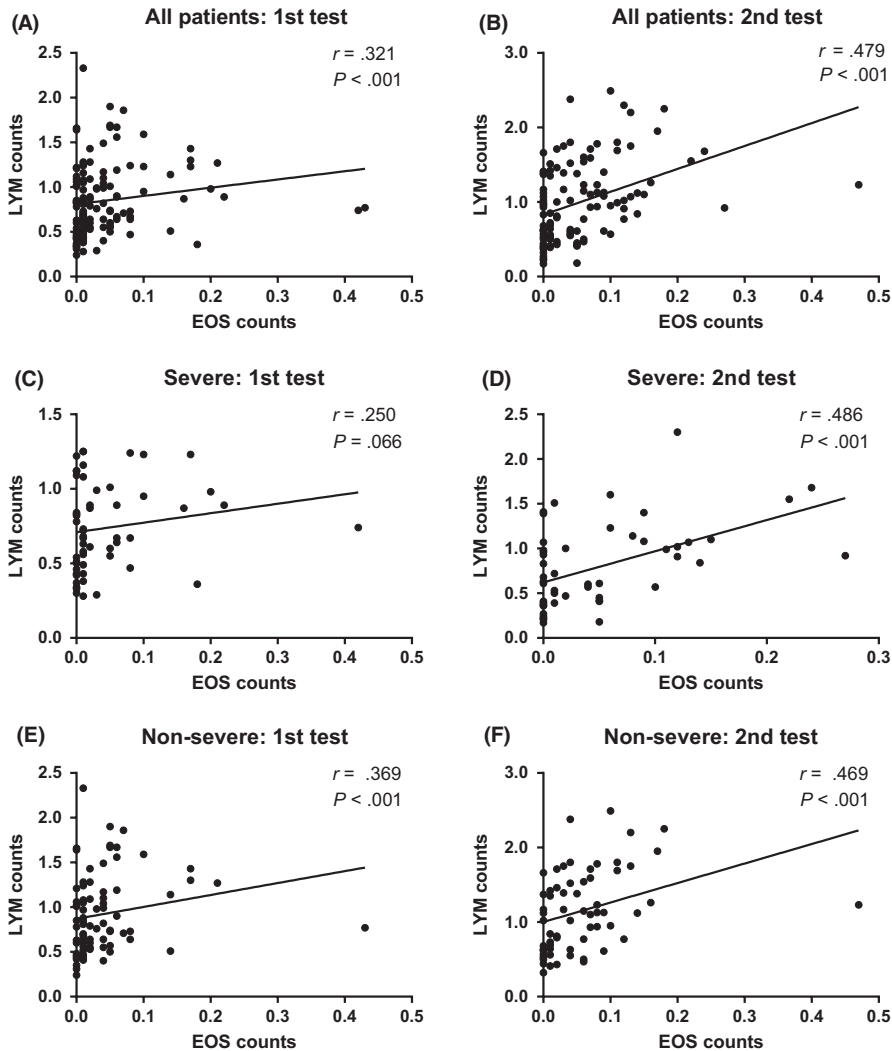 (A)
All patients: 1st test
r = .321
P < .001
LYM counts
2.5
2.0
1.5
1.0
0.5
0.0
0.0 0.1 0.2 0.3 0.4 0.5
EOS counts
(B)
All patients: 2nd test
r = .479
P < .001
LYM counts
3.0
2.0
1.0
0.0
0.0 0.1 0.2 0.3 0.4 0.5
EOS counts
(C)
Severe: 1st test
r = .250
P = .066
LYM counts
1.5
1.0
0.5
0.0
0.0 0.1 0.2 0.3 0.4 0.5
EOS counts
(D)
Severe: 2nd test
r = .486
P < .001
LYM counts
2.5
2.0
1.5
1.0
0.5
0.0
0.0 0.1 0.2 0.3
EOS counts
(E)
Non-severe: 1st test
r = .369
P < .001
LYM counts
2.5
2.0
1.5
1.0
0.5
0.0
0.0 0.1 0.2 0.3 0.4 0.5
EOS counts
(F)
Non-severe: 2nd test
r = .469
P < .001
LYM counts
3.0
2.0
1.0
0.0
0.0 0.1 0.2 0.3 0.4 0.5
EOS counts